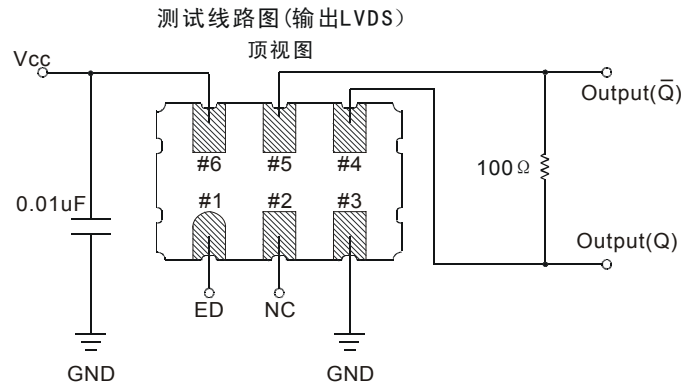 测试线路图(输出LVDS)
顶视图
Vcc
Output(Q̄)
#6 #5 #4
100Ω
#1 #2 #3
0.01uF
Output(Q)
ED NC
GND GND